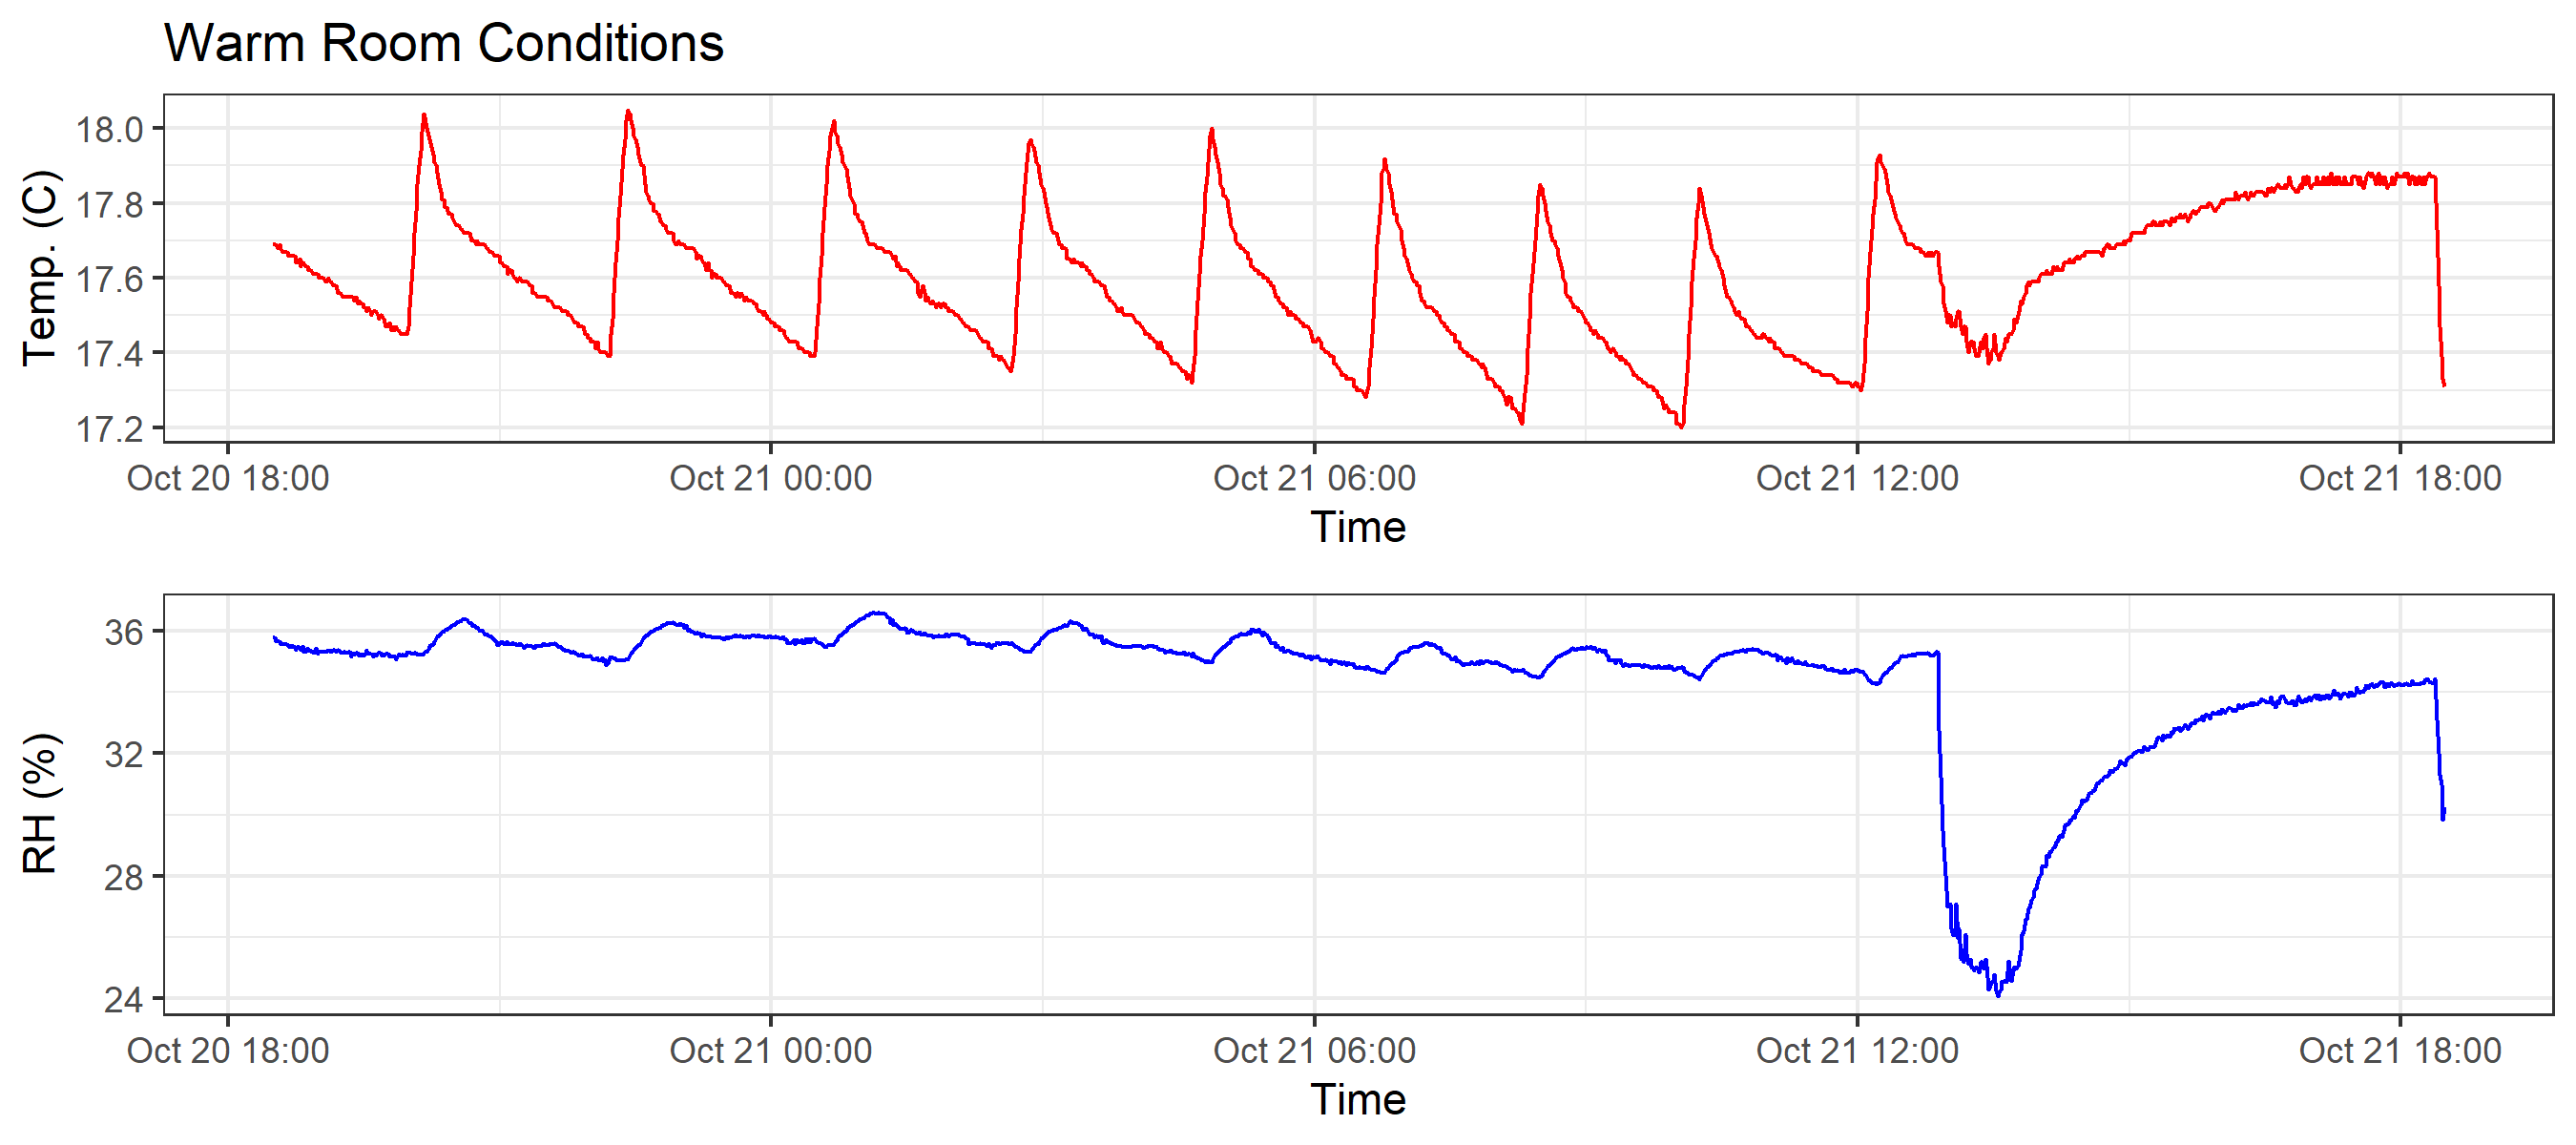 Warm Room Conditions
Temp. (C)
18.0
17.8
17.6
17.4
17.2
Oct 20 18:00 Oct 21 00:00 Oct 21 06:00 Oct 21 12:00 Oct 21 18:00
Time
RH (%)
36
32
28
24
Oct 20 18:00 Oct 21 00:00 Oct 21 06:00 Oct 21 12:00 Oct 21 18:00
Time